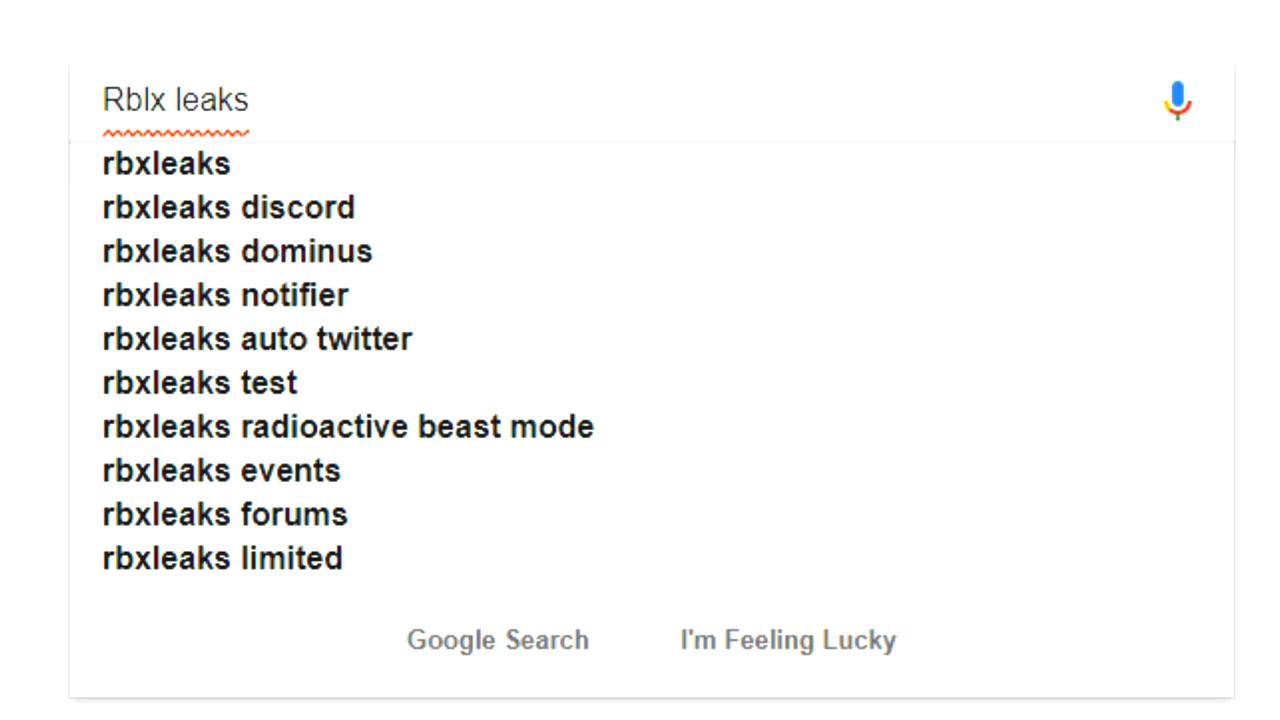 Rblx leaks
rbxleaks
rbxleaks discord
rbxleaks dominus
rbxleaks notifier
rbxleaks auto twitter
rbxleaks test
rbxleaks radioactive beast mode
rbxleaks events
rbxleaks forums
rbxleaks limited
Google Search I'm Feeling Lucky